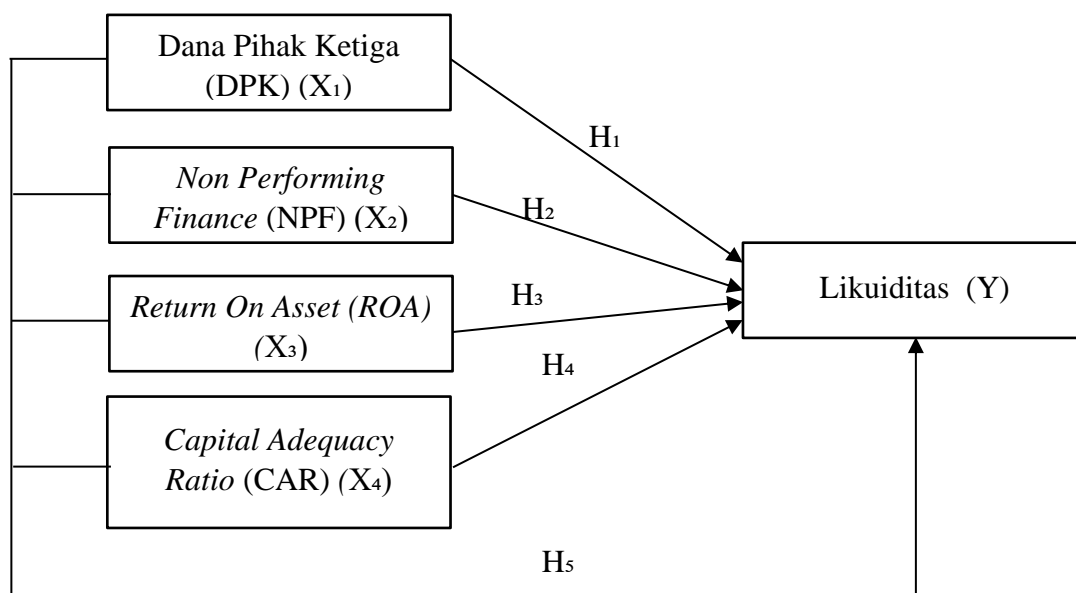 Dana Pihak Ketiga
(DPK) (X₁)
H₁
Non Performing
Finance (NPF) (X₂)
H₂
Likuiditas (Y)
Return On Asset (ROA)
(X₃)
H₃
H₄
Capital Adequacy
Ratio (CAR) (X₄)
H₅